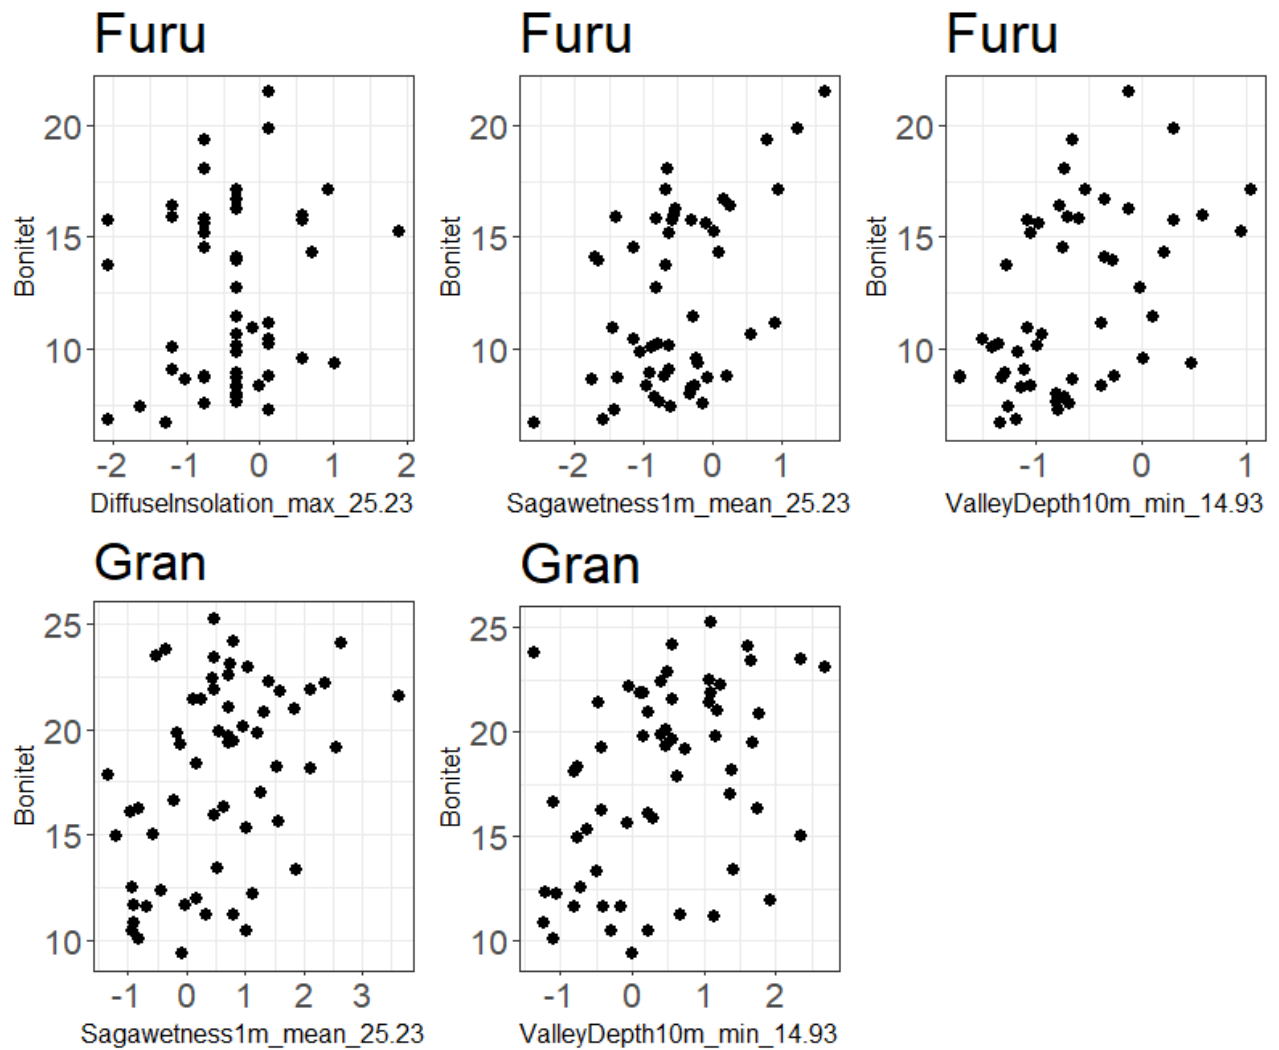 Furu
20
15
10
Bonitet
-2 -1 0 1 2
DiffuseInsolation_max_25.23
Furu
20
15
10
Bonitet
-2 -1 0 1
Sagawetness1m_mean_25.23
Furu
20
15
10
Bonitet
-1 0 1
ValleyDepth10m_min_14.93
Gran
25
20
15
10
Bonitet
-1 0 1 2 3
Sagawetness1m_mean_25.23
Gran
25
20
15
10
Bonitet
-1 0 1 2
ValleyDepth10m_min_14.93